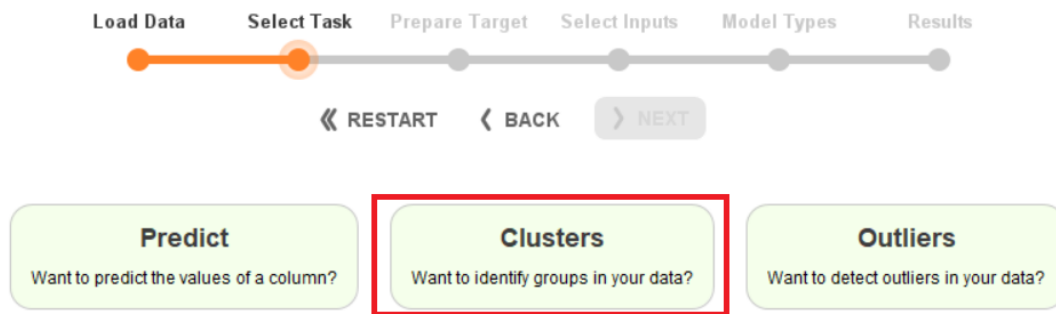 Load Data Select Task Prepare Target Select Inputs Model Types Results
RESTART BACK NEXT
Predict Clusters Outliers
Want to predict the values of a column? Want to identify groups in your data? Want to detect outliers in your data?